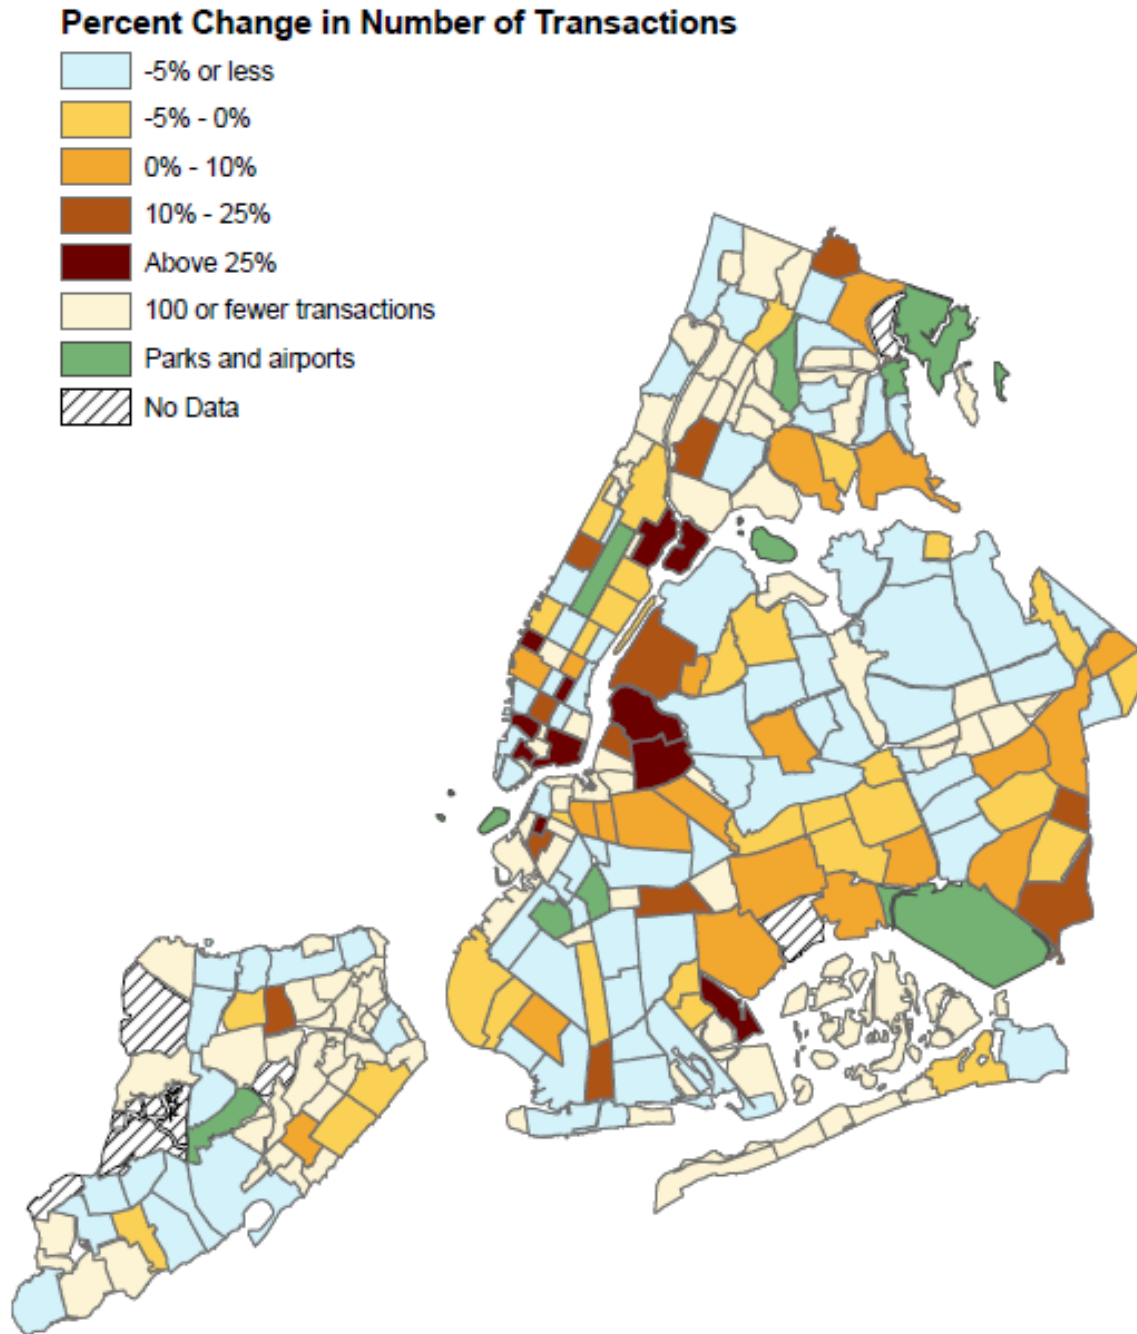 Percent Change in Number of Transactions
-5% or less
-5% - 0%
0% - 10%
10% - 25%
Above 25%
100 or fewer transactions
Parks and airports
No Data